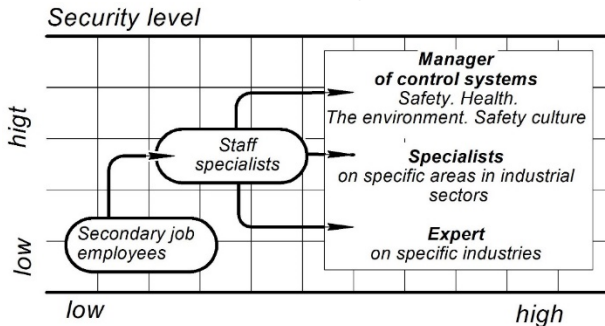 Security level
higt
low
Secondary job
employees
Staff
specialists
Manager
of control systems
Safety. Health.
The environment. Safety culture
Specialists
on specific areas in industrial
sectors
Expert
on specific industries
low
high